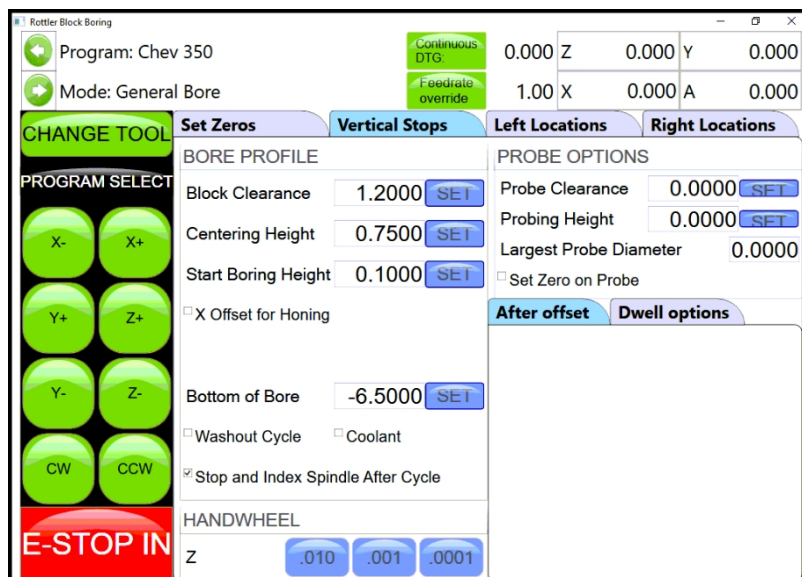 Rottler Block Boring
Program: Chev 350
Continuous DTG:
0.000 Z 0.000 Y 0.000
Mode: General Bore
Feedrate override
1.00 X 0.000 A 0.000
CHANGE TOOL
PROGRAM SELECT
X- X+
Y+ Z+
Y- Z-
CW CCW
E-STOP IN
Set Zeros Vertical Stops Left Locations Right Locations
BORE PROFILE
Block Clearance 1.2000 SET
Centering Height 0.7500 SET
Start Boring Height 0.1000 SET
X Offset for Honing
Bottom of Bore -6.5000 SET
Washout Cycle Coolant
Stop and Index Spindle After Cycle
HANDWHEEL
Z .010 .001 .0001
PROBE OPTIONS
Probe Clearance 0.0000 SET
Probing Height 0.0000 SET
Largest Probe Diameter 0.0000
Set Zero on Probe
After offset Dwell options